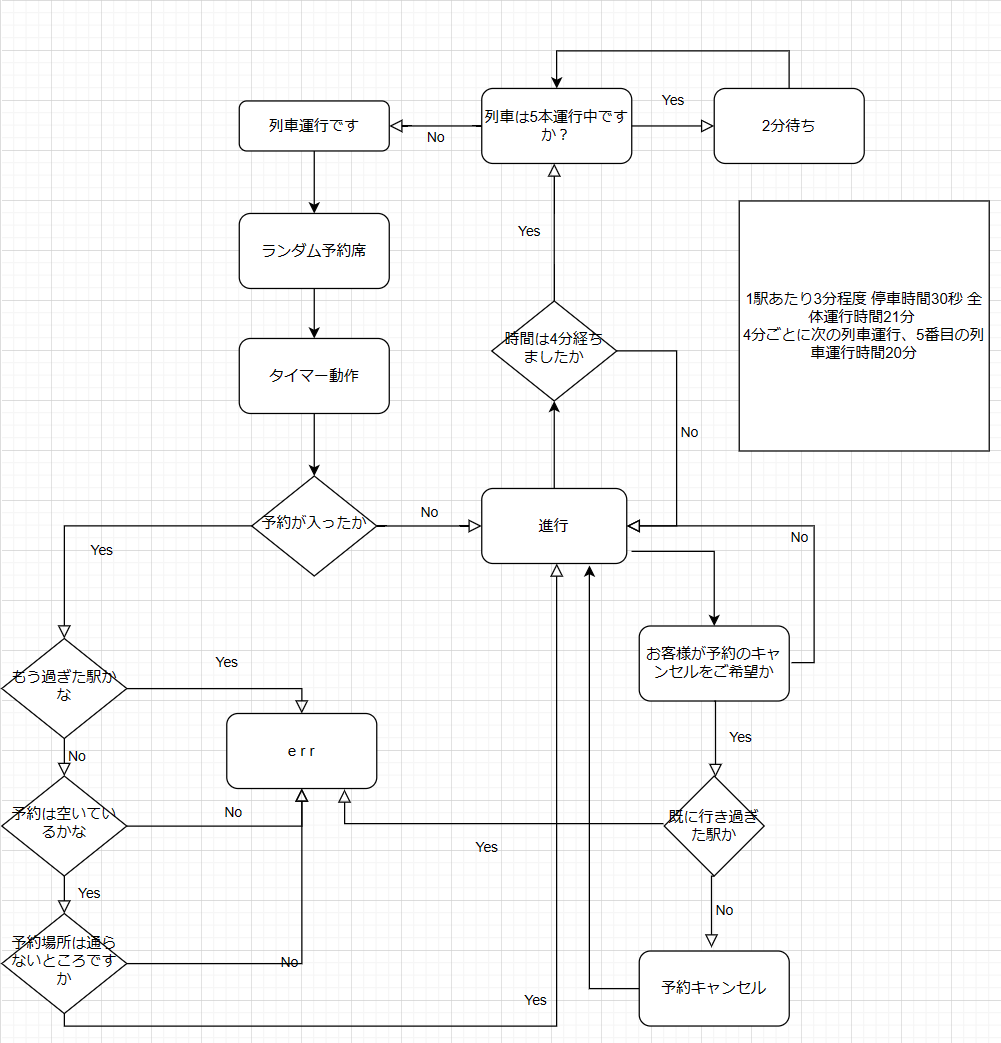 列車運行です
No
列車は5本運行中です
か？
Yes
2分待ち
ランダム予約席
Yes
1駅あたり3分程度 停車時間30秒 全
体運行時間21分
4分ごとに次の列車運行、5番目の列
車運行時間20分
時間は4分経ち
ましたか
タイマー動作
No
予約が入ったか
No
進行
No
Yes
もう過ぎた駅か
な
Yes
お客様が予約のキャ
ンセルをご希望か
No
err
Yes
予約は空いてい
るかな
No
既に行き過ぎ
た駅か
Yes
Yes
No
予約場所は通ら
ないところです
か
No
Yes
予約キャンセル